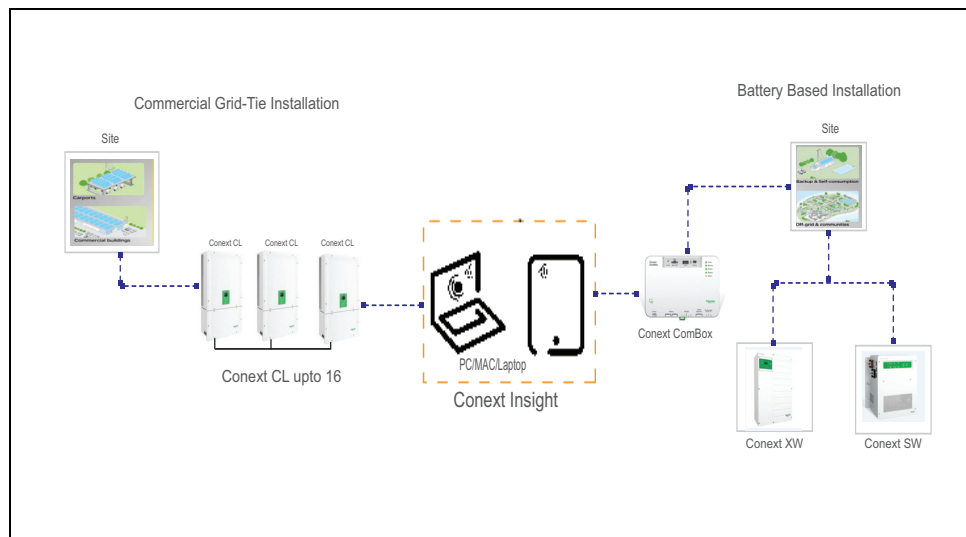 Commercial Grid-Tie Installation
Site
Carports
Commercial buildings
Conext CL
Conext CL
Conext CL
Conext CL upto 16
PC/MAC/Laptop
Conext Insight
Battery Based Installation
Site
Backup & Self-consumption
Off-grid & communities
Conext ComBox
Conext XW
Conext SW